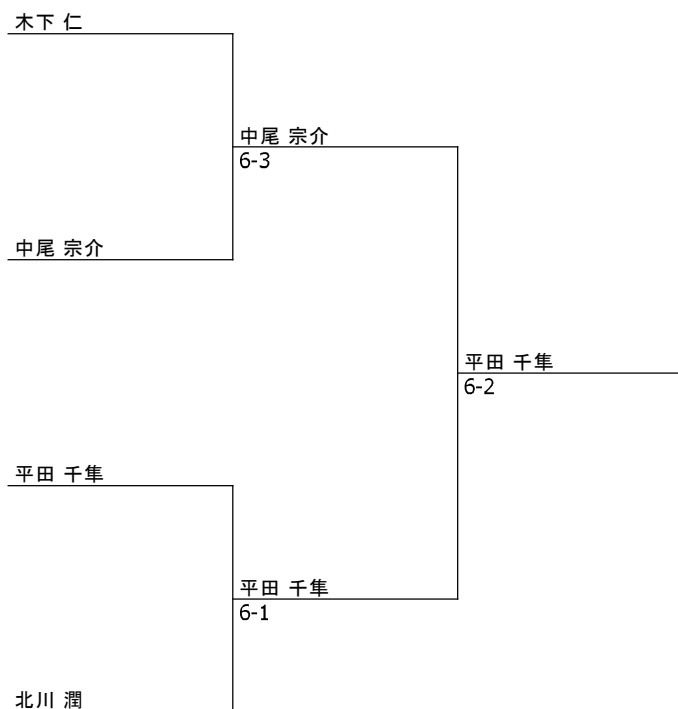 木下 仁
中尾 宗介
6-3
中尾 宗介
平田 千隼
6-2
平田 千隼
平田 千隼
6-1
北川 潤